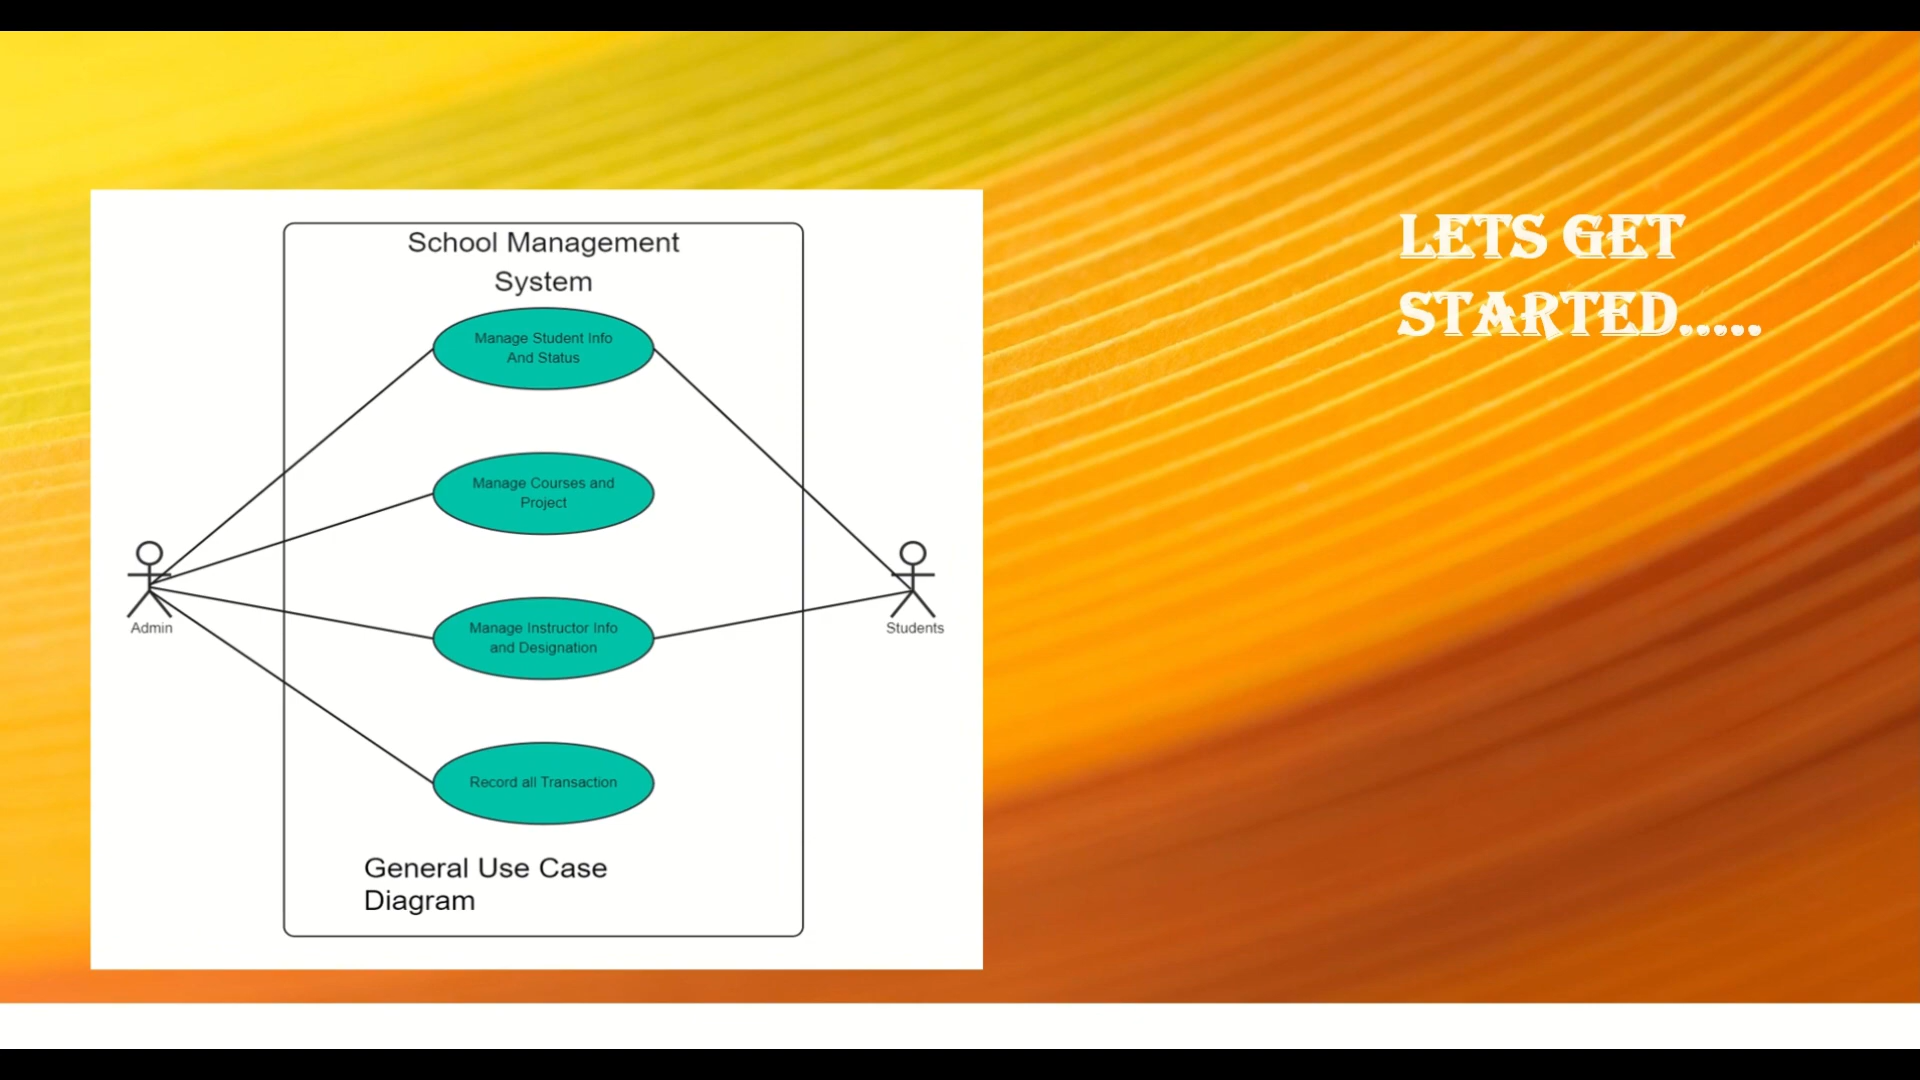 School Management
System
Manage Student Info
And Status
Manage Courses and
Project
Manage Instructor Info
and Designation
Record all Transaction
Admin
Students
General Use Case
Diagram
LETS GET
STARTED.....